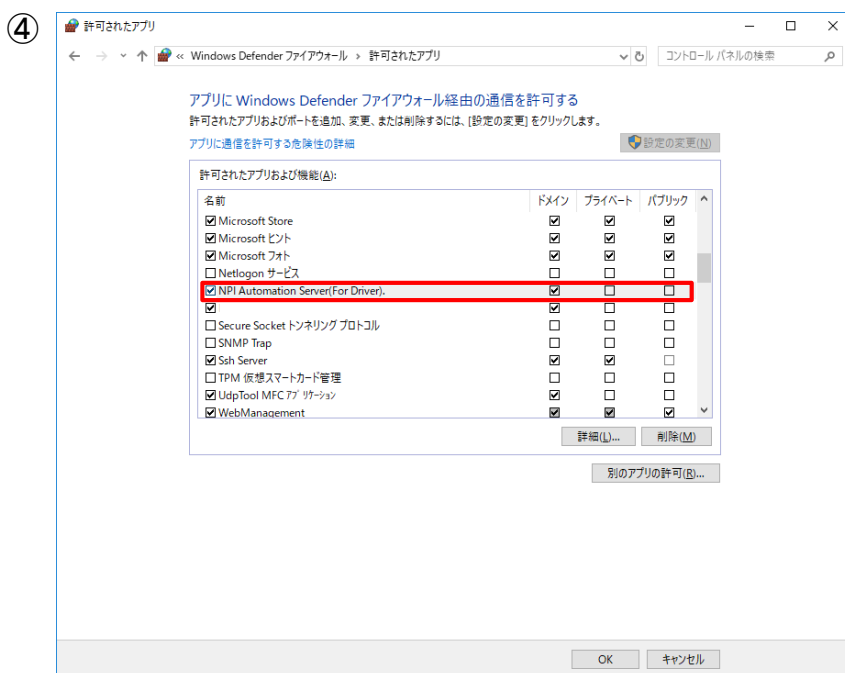 ④
許可されたアプリ
« Windows Defender ファイアウォール › 許可されたアプリ
コントロール パネルの検索
アプリに Windows Defender ファイアウォール経由の通信を許可する
許可されたアプリおよびポートを追加、変更、または削除するには、[設定の変更] をクリックします。
アプリに通信を許可する危険性の詳細
設定の変更(N)
許可されたアプリおよび機能(A):
名前 ドメイン プライベート パブリック
Microsoft Store
Microsoft ヒント
Microsoft フォト
Netlogon サービス
NPI Automation Server(For Driver).
Secure Socket トンネリング プロトコル
SNMP Trap
Ssh Server
TPM 仮想スマートカード管理
UdpTool MFC アプリケーション
WebManagement
詳細(L)... 削除(M)
別のアプリの許可(R)...
OK キャンセル